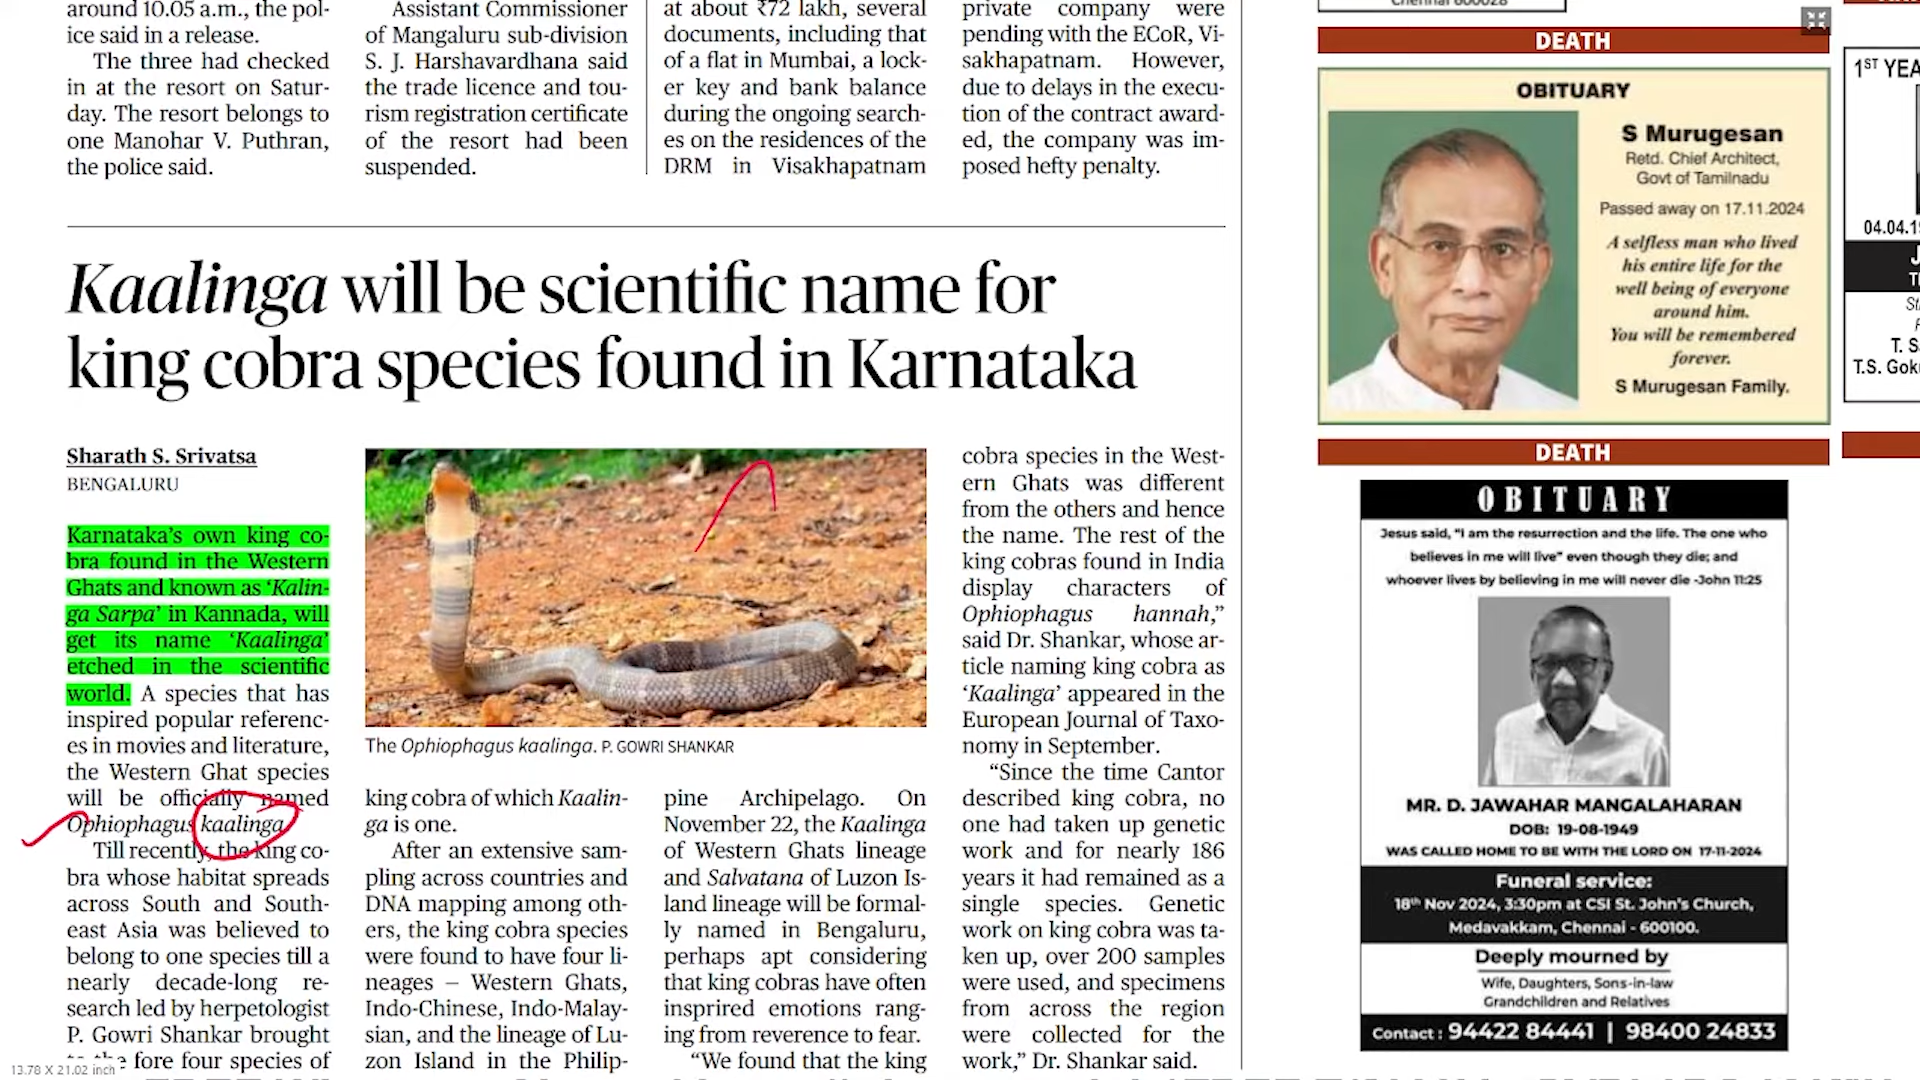 around 10.05 a.m., the pol-
ice said in a release.
The three had checked
in at the resort on Satur-
day. The resort belongs to
one Manohar V. Puthran,
the police said.
Assistant Commissioner
of Mangaluru sub-division
S. J. Harshavardhana said
the trade licence and tou-
rism registration certificate
of the resort had been
suspended.
at about ₹72 lakh, several
documents, including that
of a flat in Mumbai, a lock-
er key and bank balance
during the ongoing search-
es on the residences of the
DRM in Visakhapatnam
private company were
pending with the ECoR, Vi-
sakhapatnam. However,
due to delays in the execu-
tion of the contract award-
ed, the company was im-
posed hefty penalty.
Kaalinga will be scientific name for
king cobra species found in Karnataka
Sharath S. Srivatsa
BENGALURU
Karnataka's own king co-
bra found in the Western
Ghats and known as 'Kalin-
ga Sarpa' in Kannada, will
get its name 'Kaalinga'
etched in the scientific
world. A species that has
inspired popular referenc-
es in movies and literature,
the Western Ghat species
will be officially named
Ophiophagus kaalinga.
Till recently, the king co-
bra whose habitat spreads
across South and South-
east Asia was believed to
belong to one species till a
nearly decade-long re-
search led by herpetologist
P. Gowri Shankar brought
fore four species of
The Ophiophagus kaalinga. P. GOWRI SHANKAR
king cobra of which Kaalin-
ga is one.
After an extensive sam-
pling across countries and
DNA mapping among oth-
ers, the king cobra species
were found to have four li-
neages – Western Ghats,
Indo-Chinese, Indo-Malay-
sian, and the lineage of Lu-
zon Island in the Philip-
pine Archipelago. On
November 22, the Kaalinga
of Western Ghats lineage
and Salvatana of Luzon Is-
land lineage will be formal-
ly named in Bengaluru,
perhaps apt considering
that king cobras have often
insprired emotions rang-
ing from reverence to fear.
"We found that the king
cobra species in the West-
ern Ghats was different
from the others and hence
the name. The rest of the
king cobras found in India
display characters of
Ophiophagus hannah,"
said Dr. Shankar, whose ar-
ticle naming king cobra as
'Kaalinga' appeared in the
European Journal of Taxo-
nomy in September.
"Since the time Cantor
described king cobra, no
one had taken up genetic
work and for nearly 186
years it had remained as a
single species. Genetic
work on king cobra was ta-
ken up, over 200 samples
were used, and specimens
from across the region
were collected for the
work," Dr. Shankar said.
Chennai 600028
DEATH
OBITUARY
S Murugesan
Retd. Chief Architect,
Govt of Tamilnadu
Passed away on 17.11.2024
A selfless man who lived
his entire life for the
well being of everyone
around him.
You will be remembered
forever.
S Murugesan Family.
DEATH
OBITUARY
Jesus said, "I am the resurrection and the life. The one who
believes in me will live" even though they die; and
whoever lives by believing in me will never die -John 11:25
MR. D. JAWAHAR MANGALAHARAN
DOB: 19-08-1949
WAS CALLED HOME TO BE WITH THE LORD ON 17-11-2024
Funeral service:
18th Nov 2024, 3:30pm at CSI St. John's Church,
Medavakkam, Chennai - 600100.
Deeply mourned by
Wife, Daughters, Sons-in-law
Grandchildren and Relatives
Contact : 94422 84441 | 98400 24833
1ST YEA
04.04.1
T. S.
T.S. Goku
13.78 X 21.02 inch